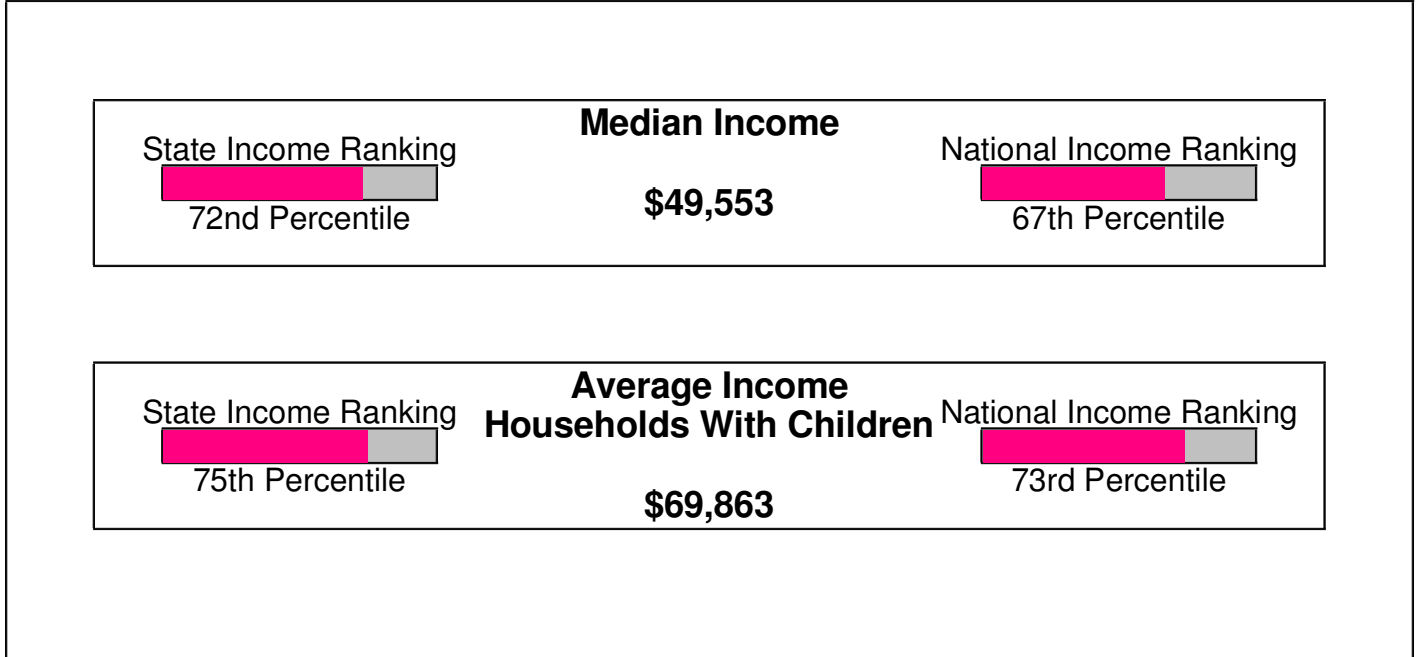 Median Income
State Income Ranking
National Income Ranking
$49,553
72nd Percentile
67th Percentile
Average Income
State Income Ranking
Households With Children
National Income Ranking
75th Percentile
73rd Percentile
$69,863